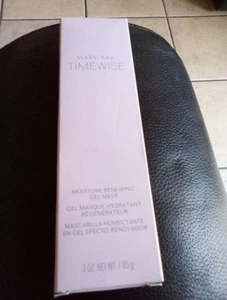 MARY KAY
TIMEWISE
MOISTURE RENEWING
GEL MASK
GEL MASQUE HYDRATANT
RÉGÉNÉRATEUR
MASCARILLA HUMECTANTE
EN GEL EFECTO RENOVADOR
3 OZ. NET WT. / 85 g